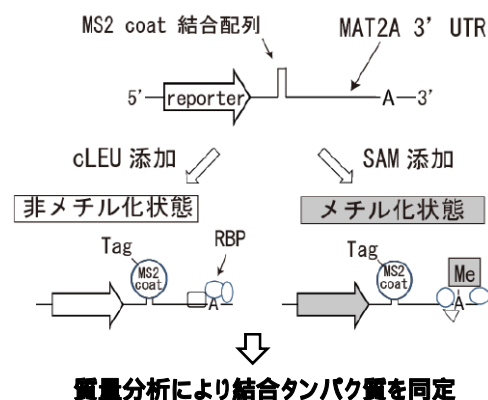 MS2 coat 結合配列
MAT2A 3' UTR
5'
reporter
A
3'
cLEU 添加
SAM 添加
非メチル化状態
メチル化状態
Tag
RBP
MS2
coat
A
Tag
MS2
coat
Me
A
質量分析により結合タンパク質を同定